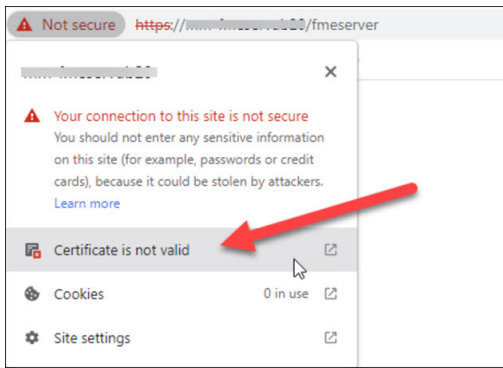 Not secure https:// /fmeserver
Your connection to this site is not secure
You should not enter any sensitive information
on this site (for example, passwords or credit
cards), because it could be stolen by attackers.
Learn more
Certificate is not valid
Cookies 0 in use
Site settings